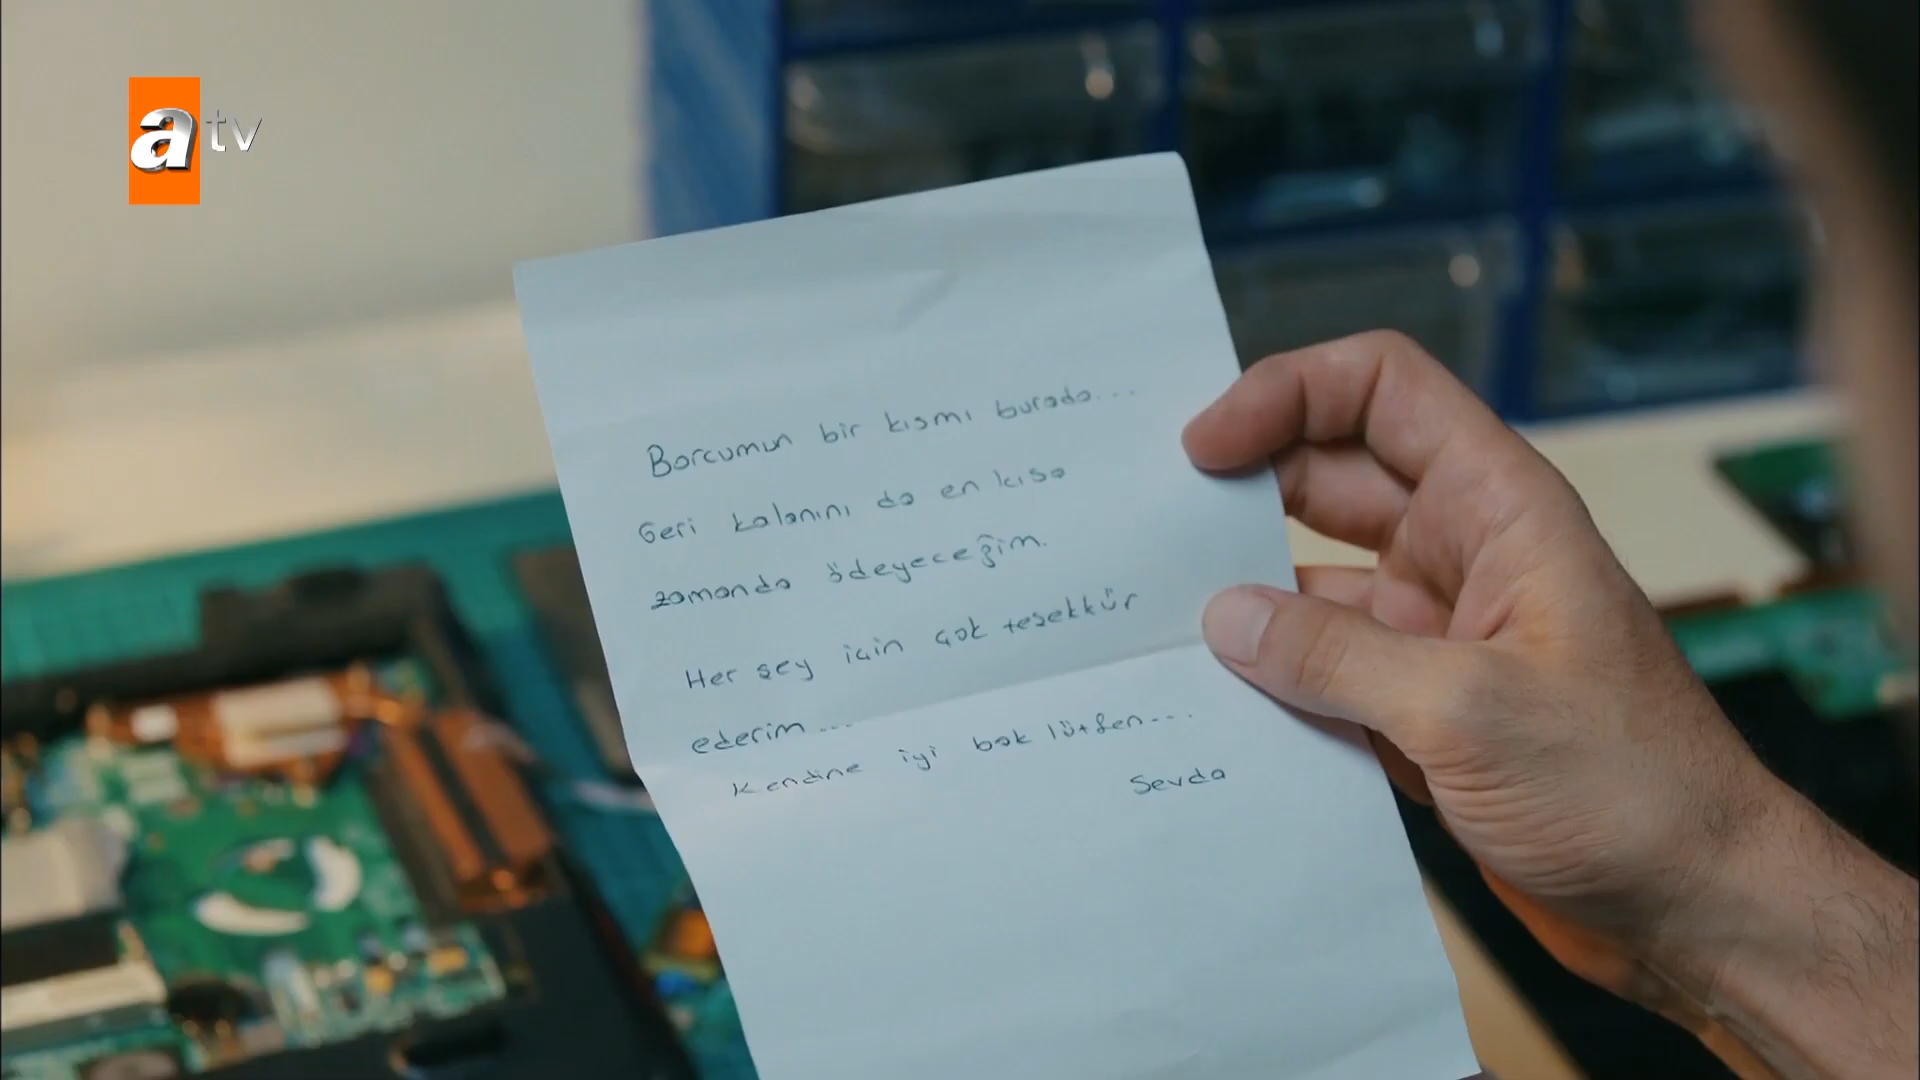 atv
Borcumun bir kısmı burada...
Geri kalanını da en kısa
zamanda ödeyeceğim.
Her şey için çok teşekkür
ederim...
Kendine iyi bak lütfen...
Sevda